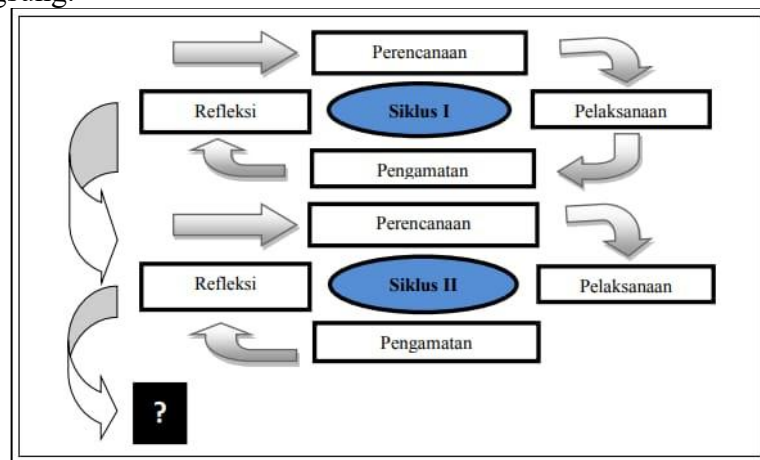 Perencanaan
Refleksi
Siklus I
Pelaksanaan
Pengamatan
Perencanaan
Refleksi
Siklus II
Pelaksanaan
Pengamatan
?